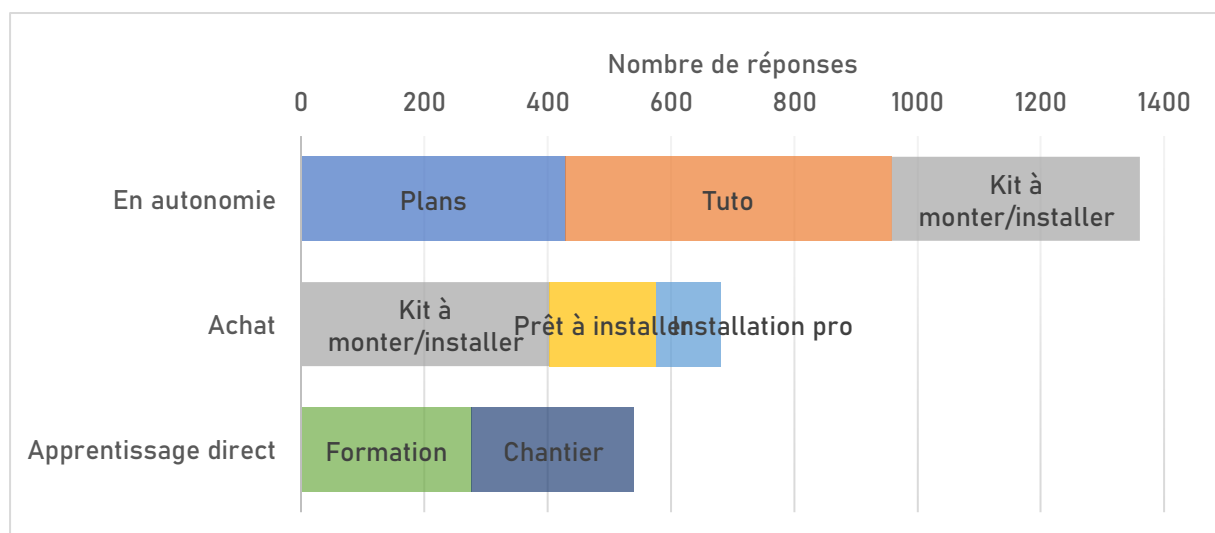 Nombre de réponses
0 200 400 600 800 1000 1200 1400
En autonomie
Plans
Tuto
Kit à
monter/installer
Achat
Kit à
monter/installer
Prêt à installer
Installation pro
Apprentissage direct
Formation
Chantier